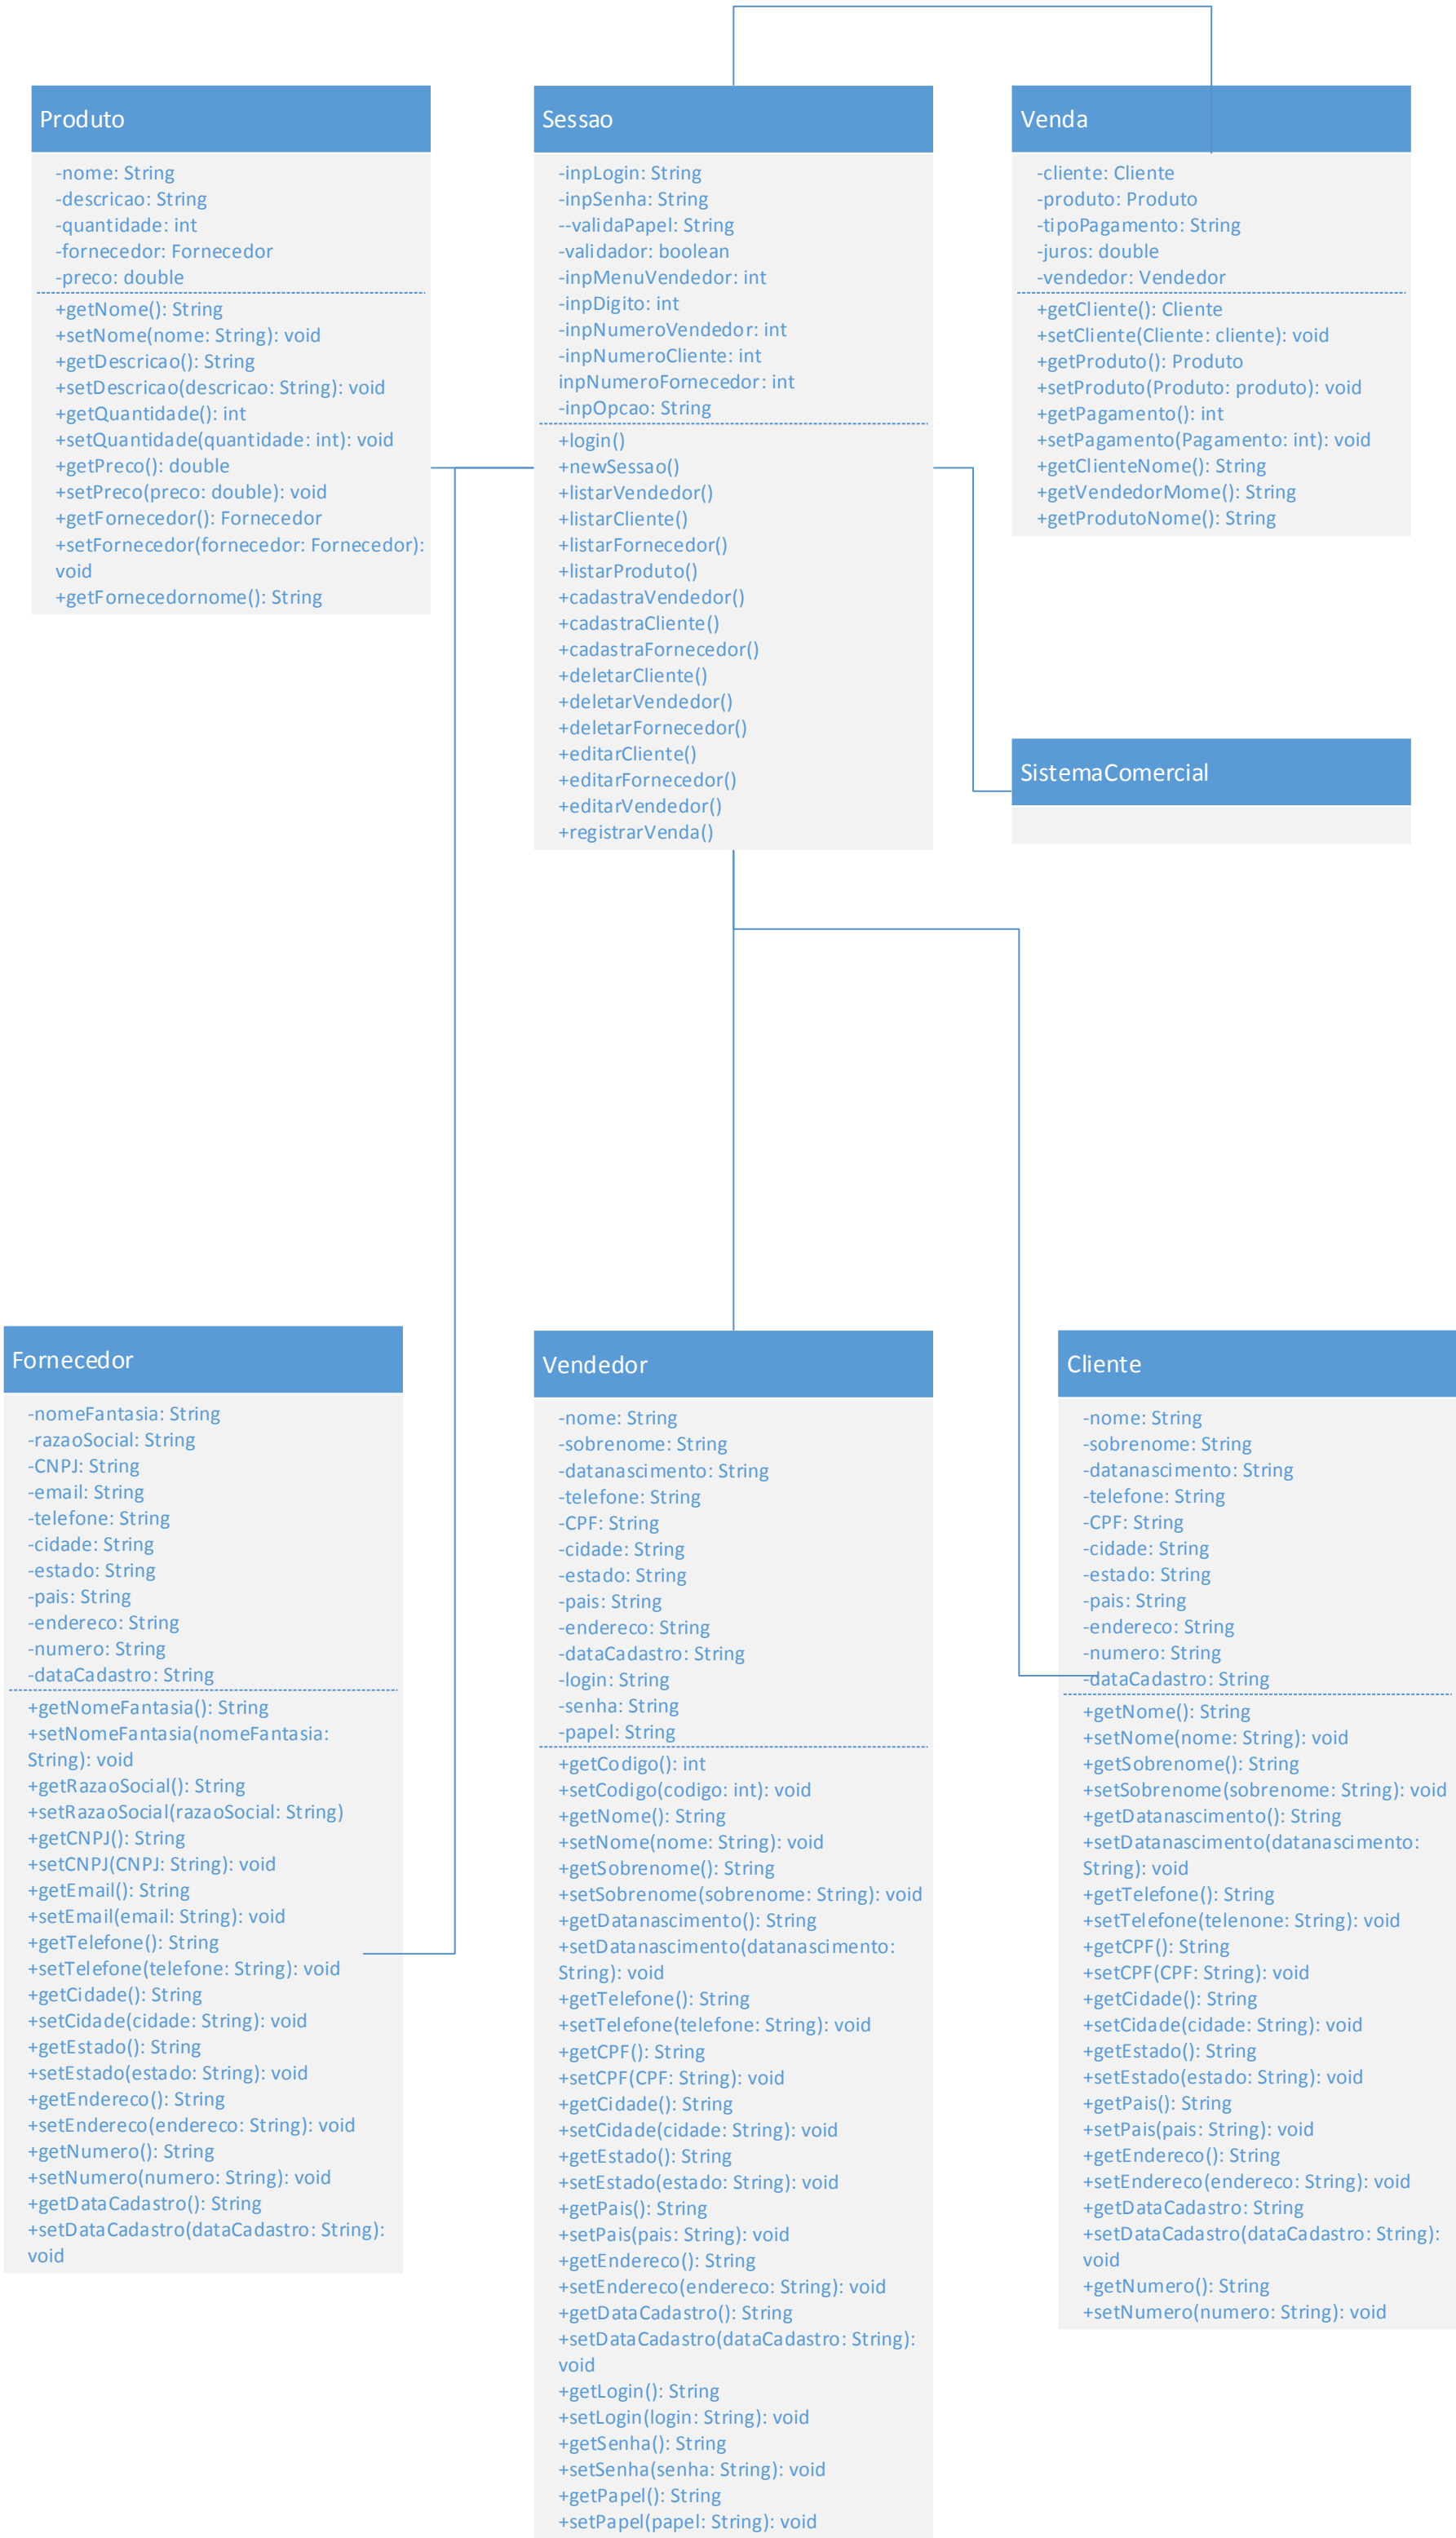 Produto
-nome: String
-descricao: String
-quantidade: int
-fornecedor: Fornecedor
-preco: double
+getNome(): String
+setNome(nome: String): void
+getDescricao(): String
+setDescricao(descricao: String): void
+getQuantidade(): int
+setQuantidade(quantidade: int): void
+getPreco(): double
+setPreco(preco: double): void
+getFornecedor(): Fornecedor
+setFornecedor(fornecedor: Fornecedor):
void
+getFornecedornome(): String
Sessao
-inpLogin: String
-inpSenha: String
--validaPapel: String
-validador: boolean
-inpMenuVendedor: int
-inpDigito: int
-inpNumeroVendedor: int
-inpNumeroCliente: int
inpNumeroFornecedor: int
-inpOpcao: String
+login()
+newSessao()
+listarVendedor()
+listarCliente()
+listarFornecedor()
+listarProduto()
+cadastraVendedor()
+cadastraCliente()
+cadastraFornecedor()
+deletarCliente()
+deletarVendedor()
+deletarFornecedor()
+editarCliente()
+editarFornecedor()
+editarVendedor()
+registrarVenda()
Venda
-cliente: Cliente
-produto: Produto
-tipoPagamento: String
-juros: double
-vendedor: Vendedor
+getCliente(): Cliente
+setCliente(Cliente: cliente): void
+getProduto(): Produto
+setProduto(Produto: produto): void
+getPagamento(): int
+setPagamento(Pagamento: int): void
+getClienteNome(): String
+getVendedorMome(): String
+getProdutoNome(): String
SistemaComercial
Fornecedor
-nomeFantasia: String
-razaoSocial: String
-CNPJ: String
-email: String
-telefone: String
-cidade: String
-estado: String
-pais: String
-endereco: String
-numero: String
-dataCadastro: String
+getNomeFantasia(): String
+setNomeFantasia(nomeFantasia:
String): void
+getRazaoSocial(): String
+setRazaoSocial(razaoSocial: String)
+getCNPJ(): String
+setCNPJ(CNPJ: String): void
+getEmail(): String
+setEmail(email: String): void
+getTelefone(): String
+setTelefone(telefone: String): void
+getCidade(): String
+setCidade(cidade: String): void
+getEstado(): String
+setEstado(estado: String): void
+getEndereco(): String
+setEndereco(endereco: String): void
+getNumero(): String
+setNumero(numero: String): void
+getDataCadastro(): String
+setDataCadastro(dataCadastro: String):
void
Vendedor
-nome: String
-sobrenome: String
-datanascimento: String
-telefone: String
-CPF: String
-cidade: String
-estado: String
-pais: String
-endereco: String
-dataCadastro: String
-login: String
-senha: String
-papel: String
+getCodigo(): int
+setCodigo(codigo: int): void
+getNome(): String
+setNome(nome: String): void
+getSobrenome(): String
+setSobrenome(sobrenome: String): void
+getDatanascimento(): String
+setDatanascimento(datanascimento:
String): void
+getTelefone(): String
+setTelefone(telefone: String): void
+getCPF(): String
+setCPF(CPF: String): void
+getCidade(): String
+setCidade(cidade: String): void
+getEstado(): String
+setEstado(estado: String): void
+getPais(): String
+setPais(pais: String): void
+getEndereco(): String
+setEndereco(endereco: String): void
+getDataCadastro(): String
+setDataCadastro(dataCadastro: String):
void
+getLogin(): String
+setLogin(login: String): void
+getSenha(): String
+setSenha(senha: String): void
+getPapel(): String
+setPapel(papel: String): void
Cliente
-nome: String
-sobrenome: String
-datanascimento: String
-telefone: String
-CPF: String
-cidade: String
-estado: String
-pais: String
-endereco: String
-numero: String
-dataCadastro: String
+getNome(): String
+setNome(nome: String): void
+getSobrenome(): String
+setSobrenome(sobrenome: String): void
+getDatanascimento(): String
+setDatanascimento(datanascimento:
String): void
+getTelefone(): String
+setTelefone(telenone: String): void
+getCPF(): String
+setCPF(CPF: String): void
+getCidade(): String
+setCidade(cidade: String): void
+getEstado(): String
+setEstado(estado: String): void
+getPais(): String
+setPais(pais: String): void
+getEndereco(): String
+setEndereco(endereco: String): void
+getDataCadastro: String
+setDataCadastro(dataCadastro: String):
void
+getNumero(): String
+setNumero(numero: String): void